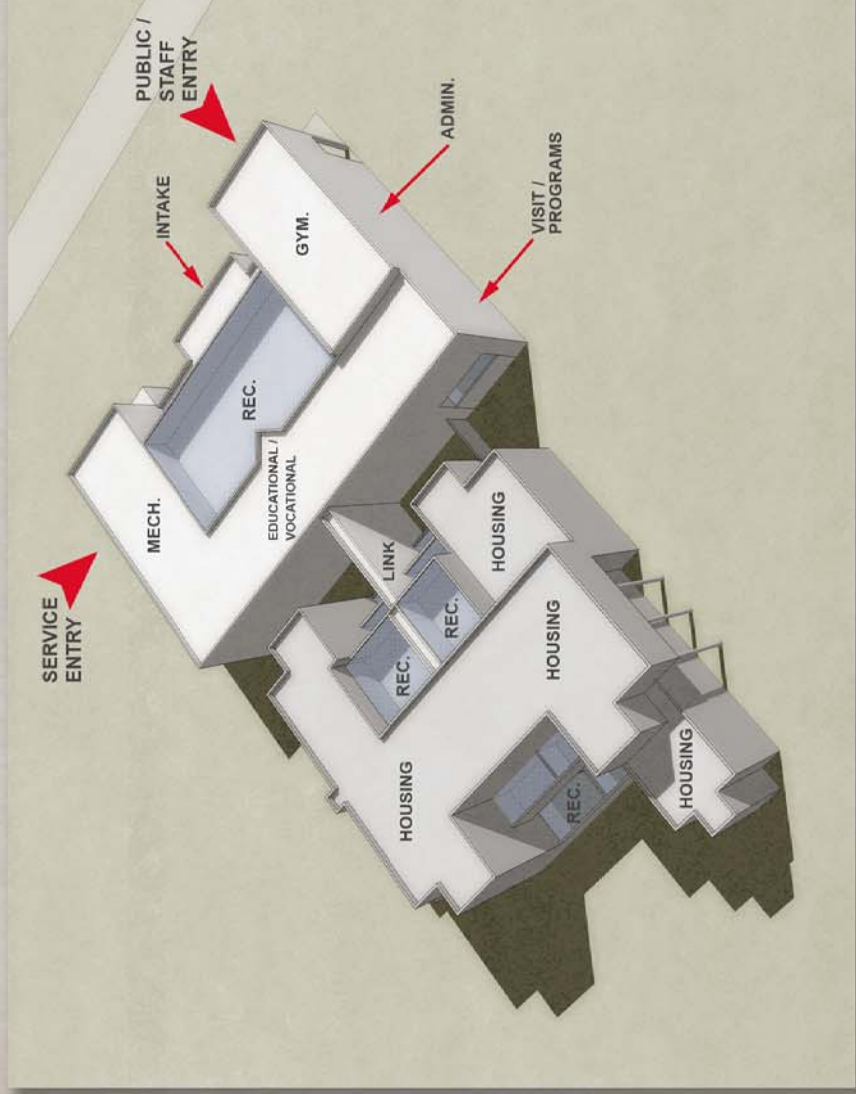 PUBLIC /
STAFF
ENTRY
INTAKE
ADMIN.
VISIT /
PROGRAMS
GYM.
REC.
MECH.
EDUCATIONAL /
VOCATIONAL
SERVICE
ENTRY
LINK
HOUSING
REC.
REC.
HOUSING
HOUSING
REC.
HOUSING